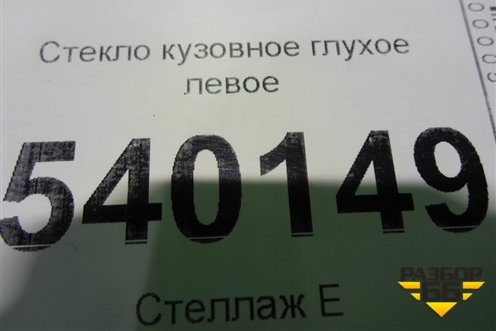 Стекло кузовное глухое
левое
540149
Стеллаж Е
РАЗБОР
66